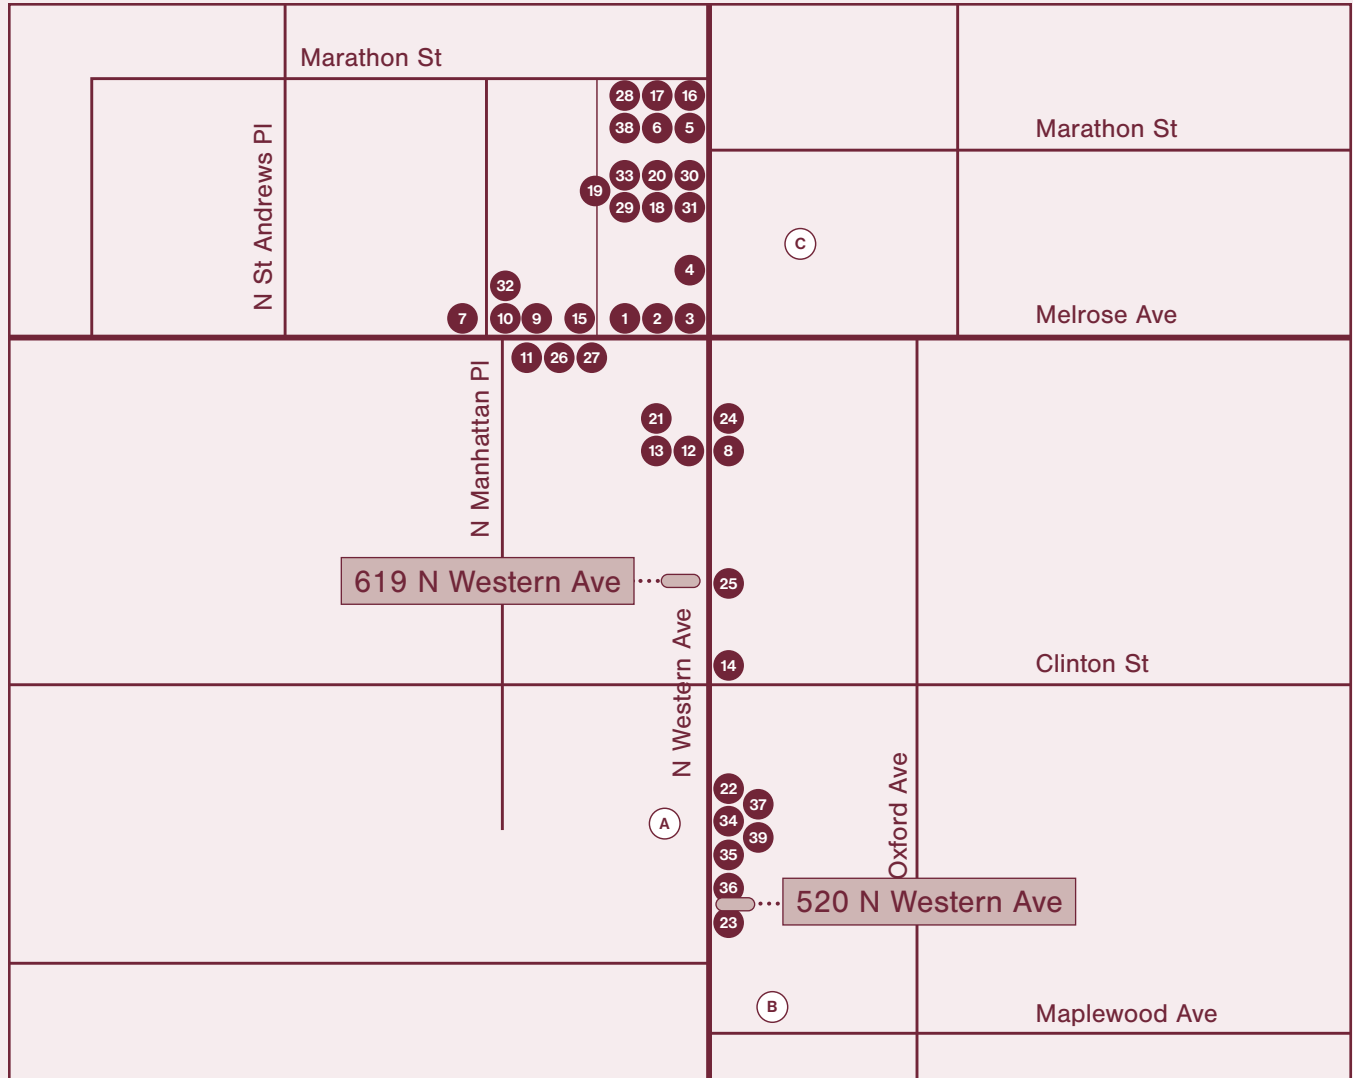 Marathon St
28 17 16
38 6 5
Marathon St
N St Andrews Pl
33 20 30
19
29 18 31
C
4
32
7 10 9 15 1 2 3
Melrose Ave
11 26 27
N Manhattan Pl
21 24
13 12 8
619 N Western Ave
25
N Western Ave
14
Clinton St
22
37
34
A
39
35
Oxford Ave
36
520 N Western Ave
23
B
Maplewood Ave